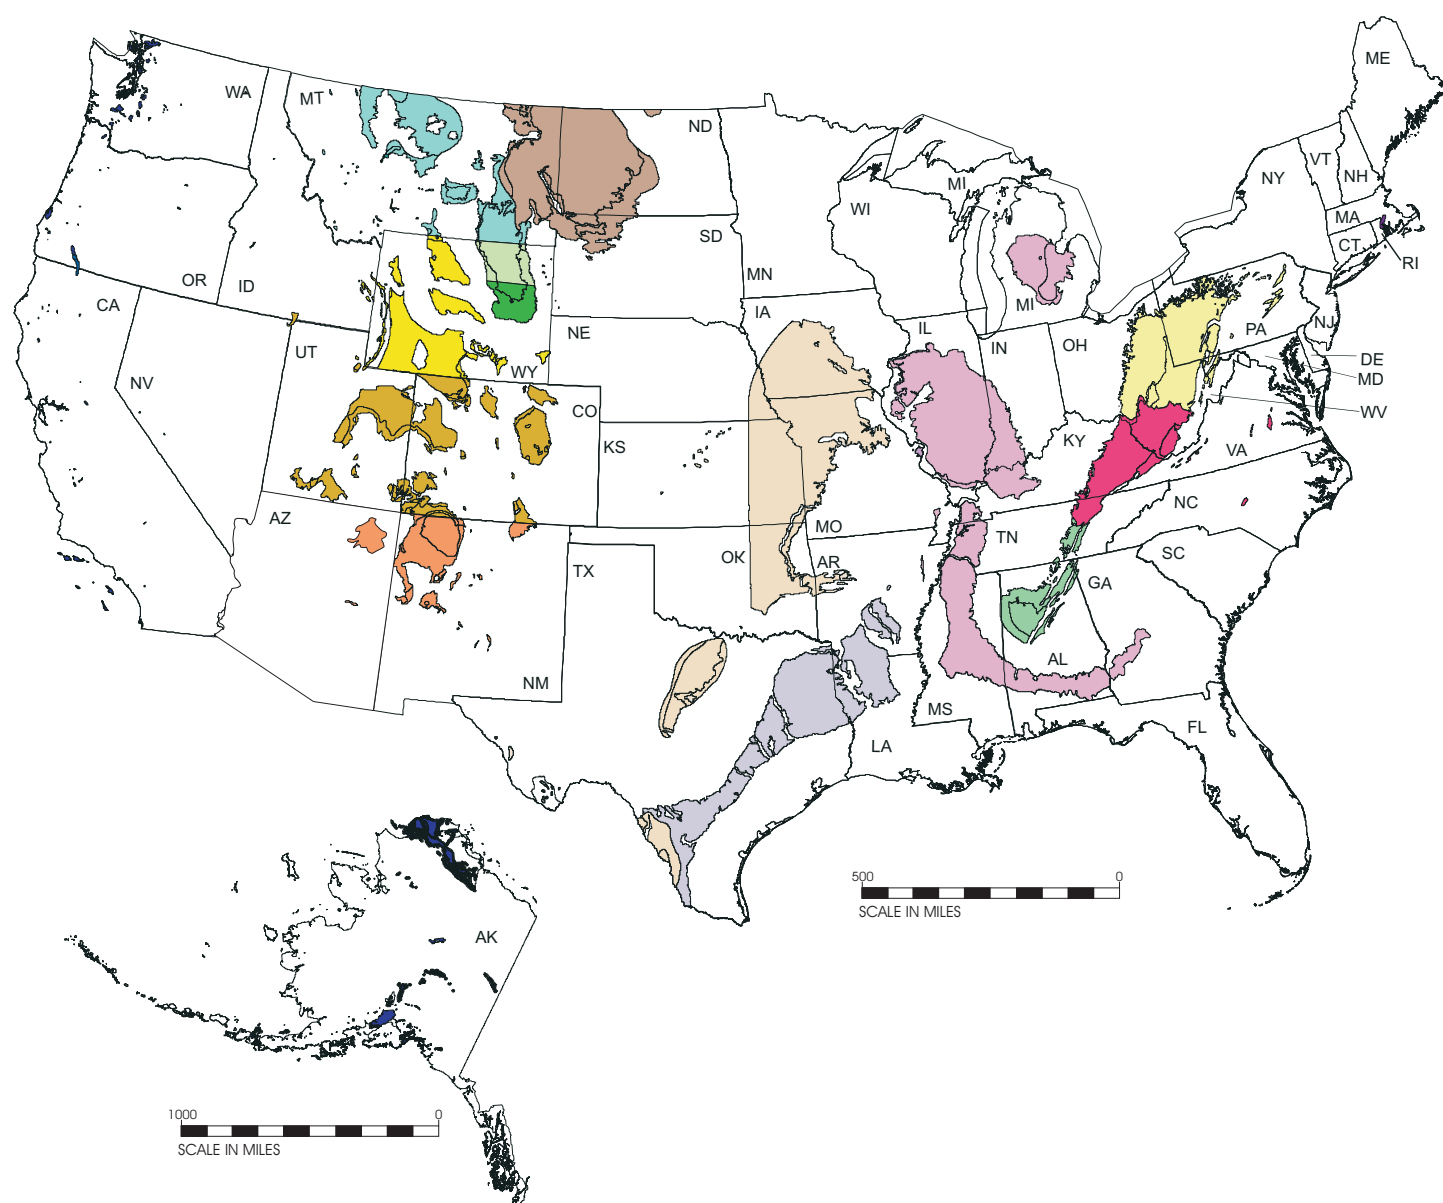 ME
WA
MT
ND
VT
NH
NY
MI
WI
MA
SD
CT
RI
MN
OR
ID
CA
IA
MI
NJ
IL
NE
IN
OH
PA
UT
DE
WY
MD
NV
CO
WV
KS
KY
VA
NC
AZ
MO
TN
SC
OK
AR
TX
GA
AL
NM
MS
FL
LA
500 0
SCALE IN MILES
AK
1000 0
SCALE IN MILES